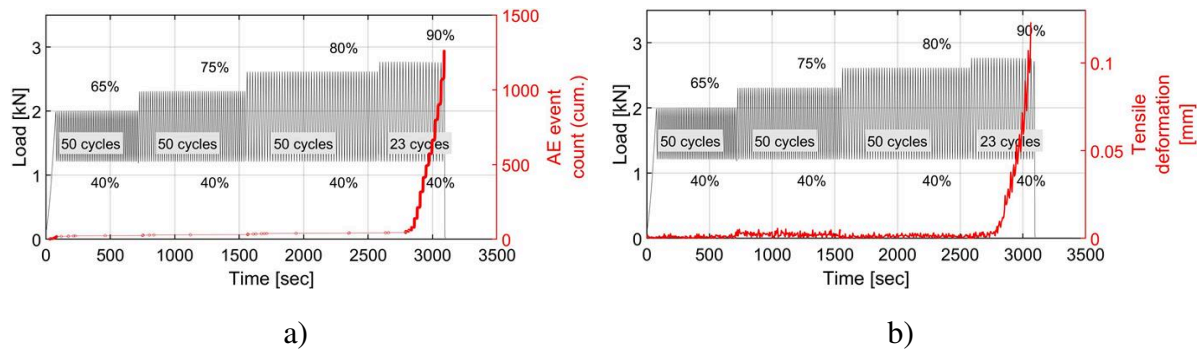 1500
1000
500
0
3
2
1
0
Load [kN]
AE event
count (cum.)
65%
75%
80%
90%
50 cycles
50 cycles
50 cycles
23 cycles
40%
40%
40%
40%
0
500
1000
1500
2000
2500
3000
3500
Time [sec]
a)
3
2
1
0
Load [kN]
0.1
0.05
0
Tensile
deformation
[mm]
65%
75%
80%
90%
50 cycles
50 cycles
50 cycles
23 cycles
40%
40%
40%
40%
0
500
1000
1500
2000
2500
3000
3500
Time [sec]
b)